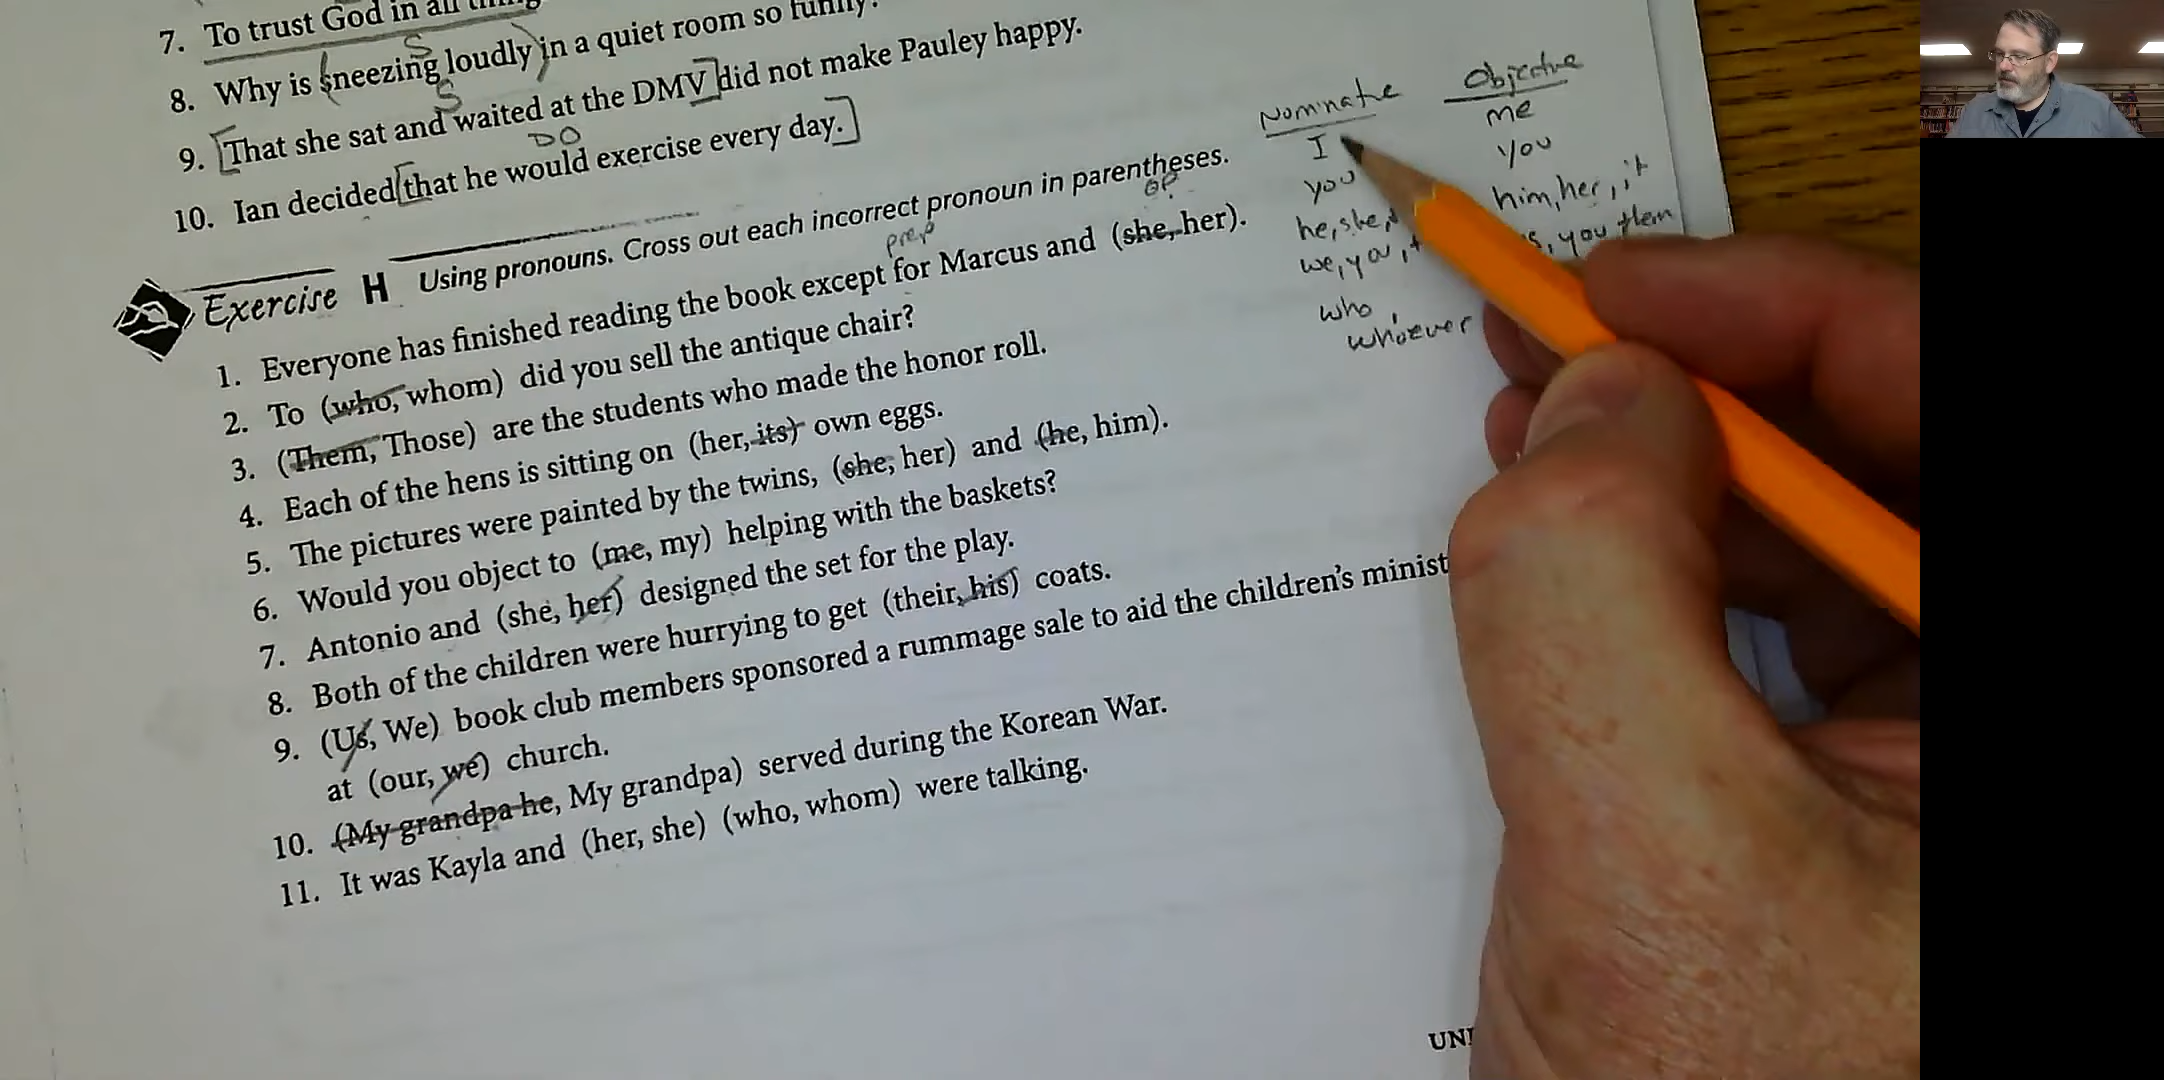 7. To trust God in all
S
8. Why is sneezing loudly in a quiet room so funny?
S
9. That she sat and waited at the DMV did not make Pauley happy.
DO
10. Ian decided that he would exercise every day.
Nominative Objective
I me
you you
he, she, him, her, it
we, you, you them
who,
whoever
Exercise H Using pronouns. Cross out each incorrect pronoun in parentheses.
prep OP
1. Everyone has finished reading the book except for Marcus and (she, her).
2. To (who, whom) did you sell the antique chair?
3. (Them, Those) are the students who made the honor roll.
4. Each of the hens is sitting on (her, its) own eggs.
5. The pictures were painted by the twins, (she, her) and (he, him).
6. Would you object to (me, my) helping with the baskets?
7. Antonio and (she, her) designed the set for the play.
8. Both of the children were hurrying to get (their, his) coats.
9. (Us, We) book club members sponsored a rummage sale to aid the children's minist
at (our, we) church.
10. (My grandpa he, My grandpa) served during the Korean War.
11. It was Kayla and (her, she) (who, whom) were talking.
UNI